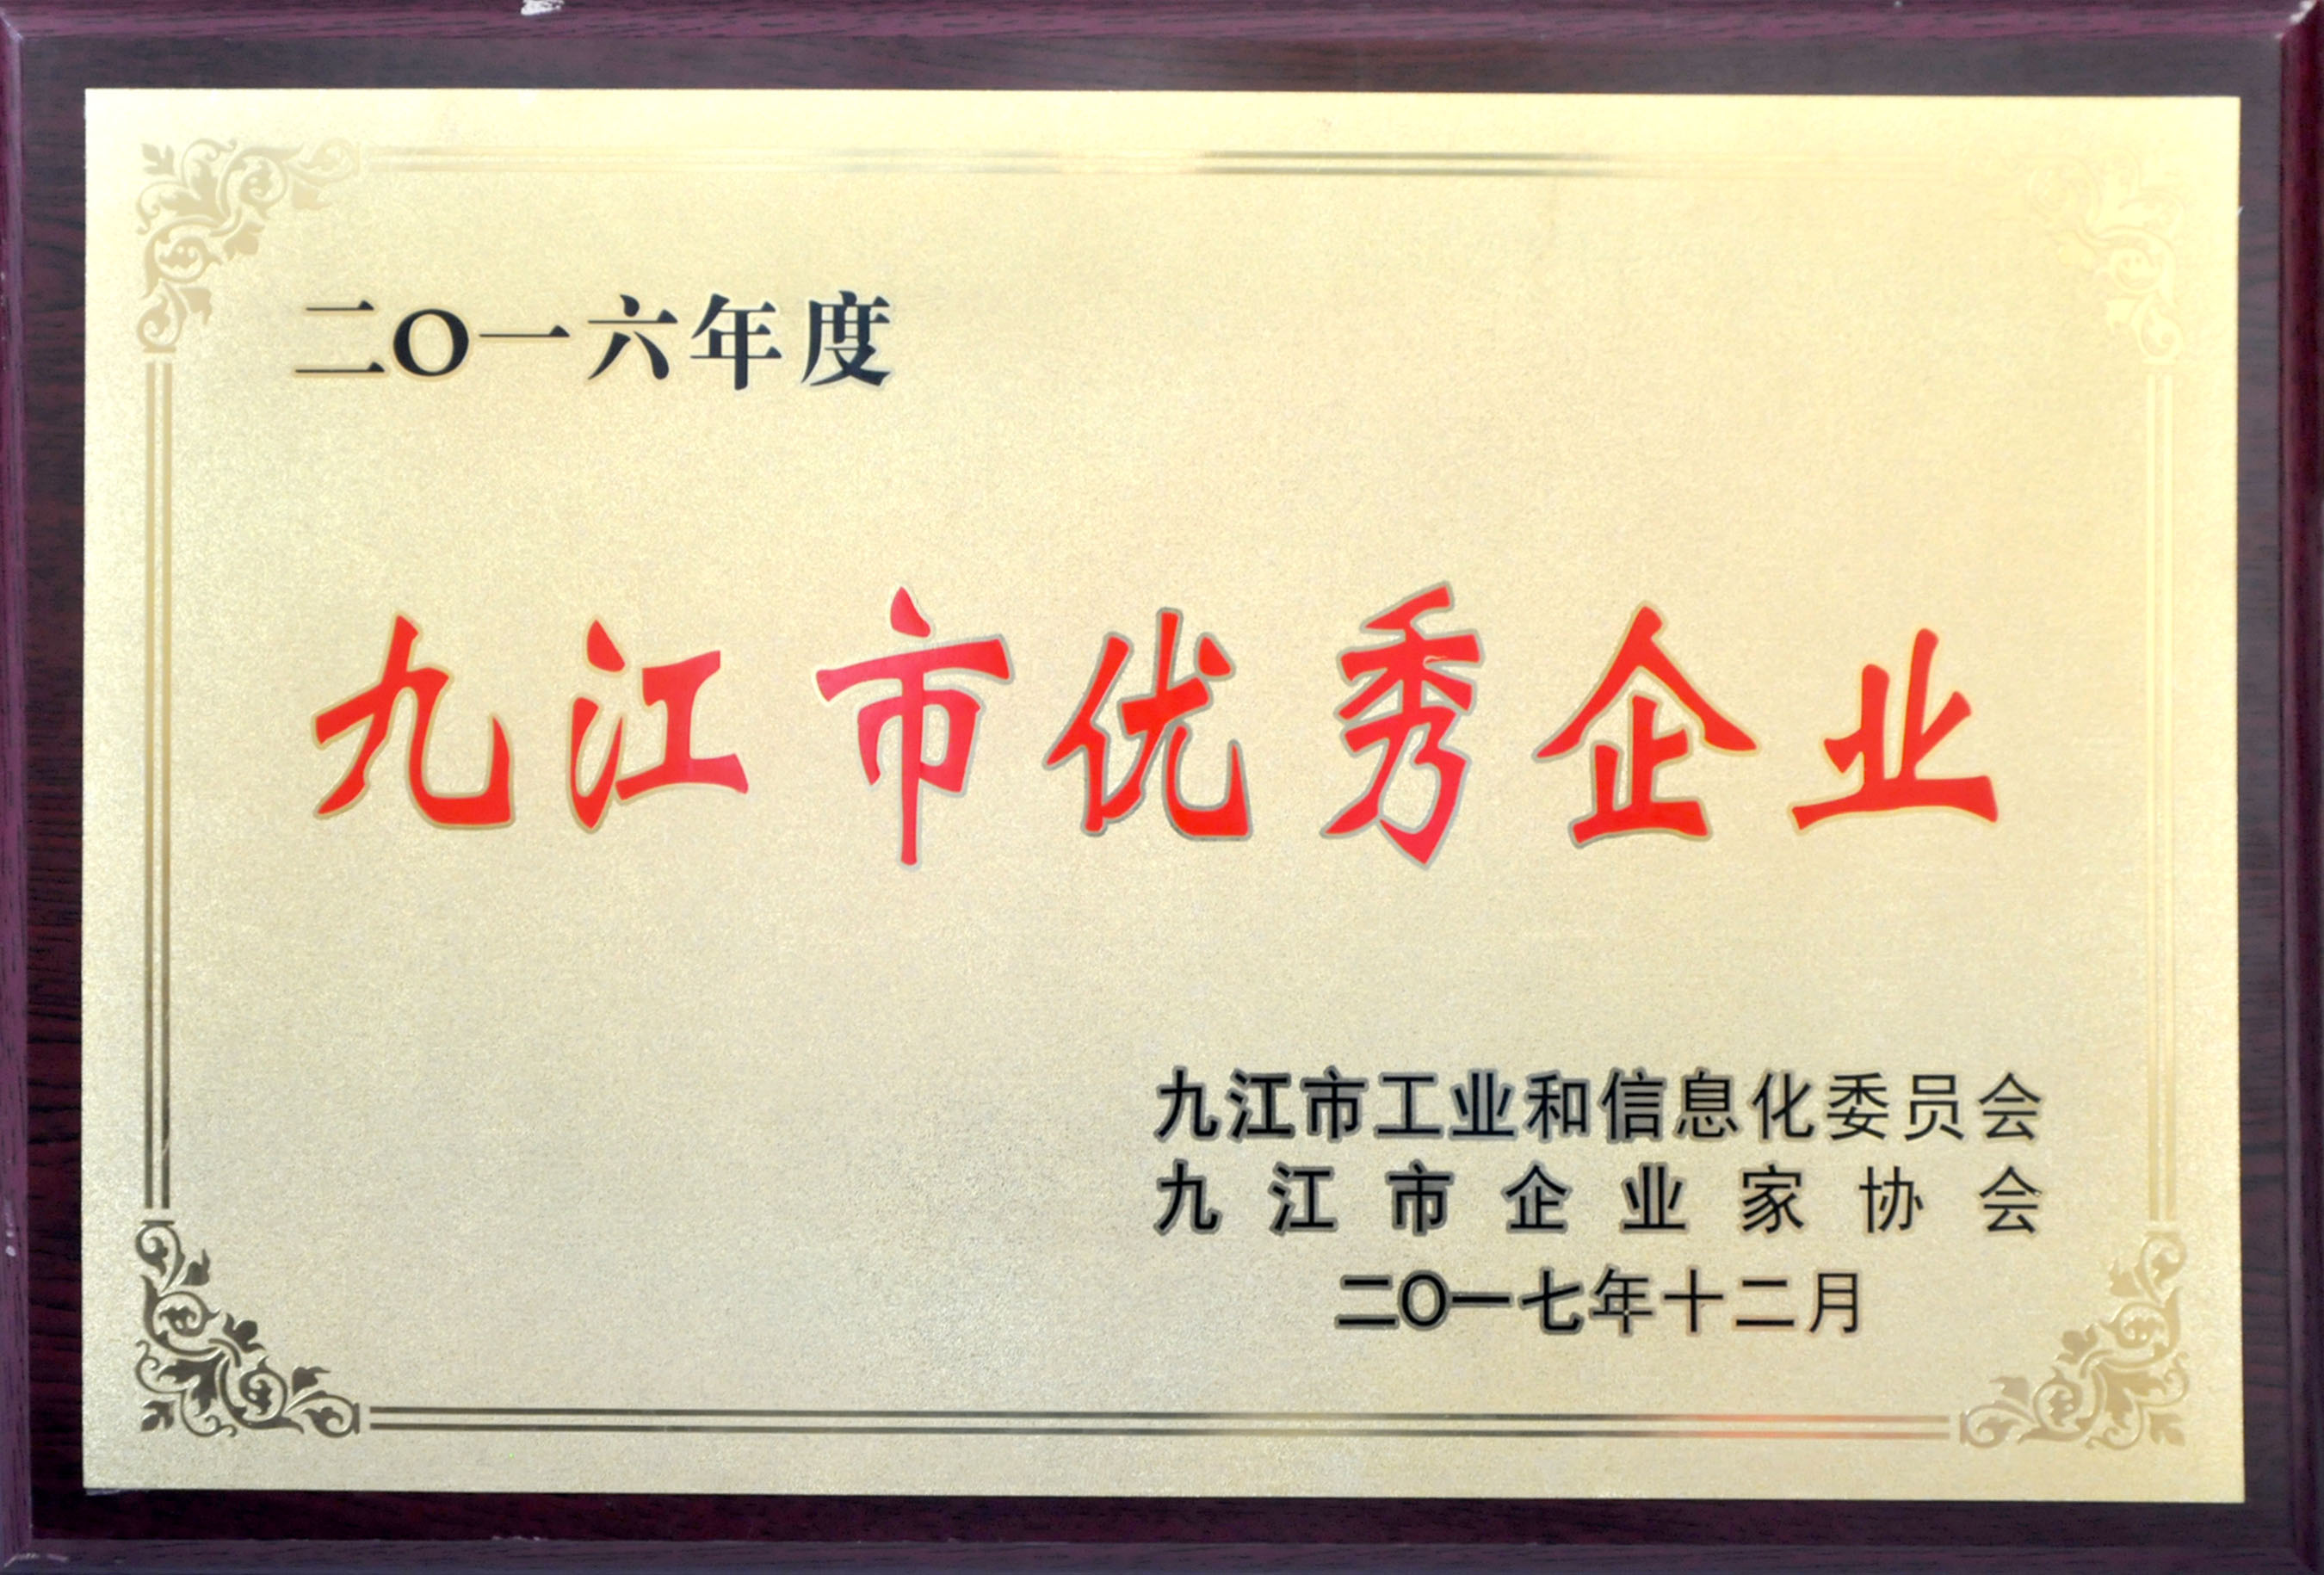 二〇一六年度
九江市优秀企业
九江市工业和信息化委员会
九江市企业家协会
二〇一七年十二月